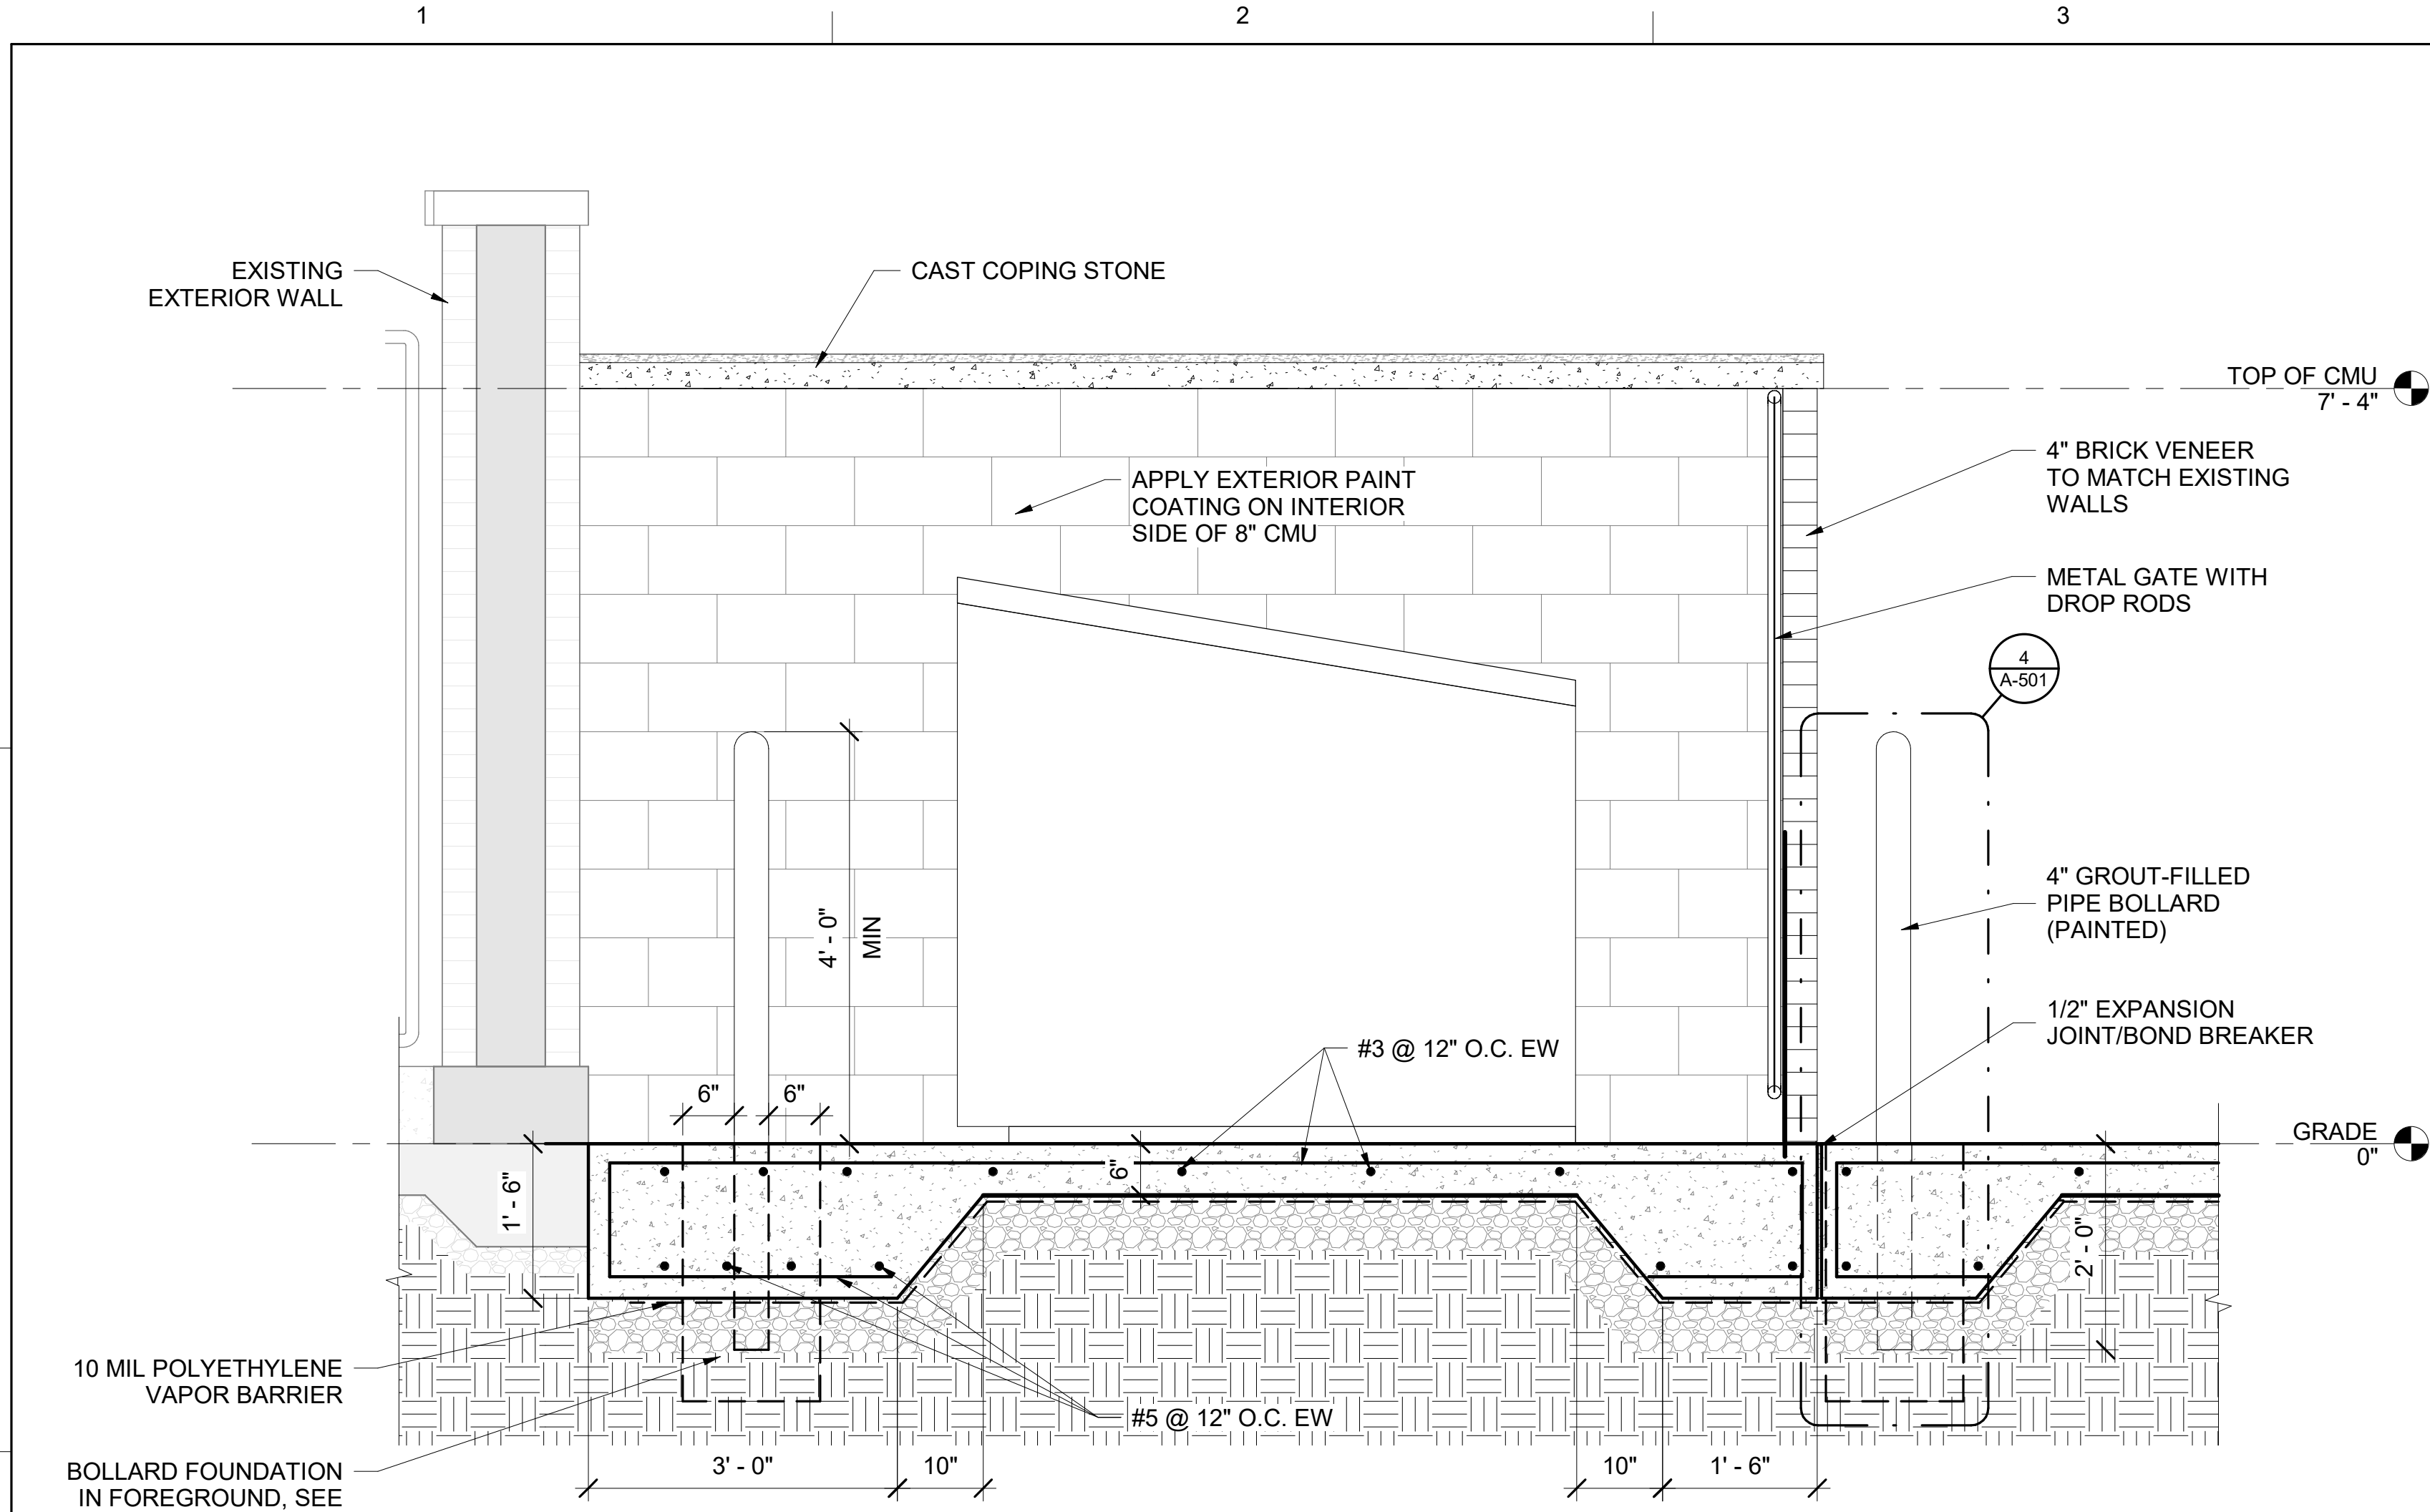 1
2
3
EXISTING
EXTERIOR WALL
CAST COPING STONE
TOP OF CMU
7' - 4"
4" BRICK VENEER
TO MATCH EXISTING
WALLS
APPLY EXTERIOR PAINT
COATING ON INTERIOR
SIDE OF 8" CMU
METAL GATE WITH
DROP RODS
4
A-501
4' - 0"
MIN
4" GROUT-FILLED
PIPE BOLLARD
(PAINTED)
1/2" EXPANSION
JOINT/BOND BREAKER
#3 @ 12" O.C. EW
6"
6"
GRADE
0"
1' - 6"
6"
2' - 0"
10 MIL POLYETHYLENE
VAPOR BARRIER
#5 @ 12" O.C. EW
BOLLARD FOUNDATION
IN FOREGROUND, SEE
3' - 0"
10"
10"
1' - 6"